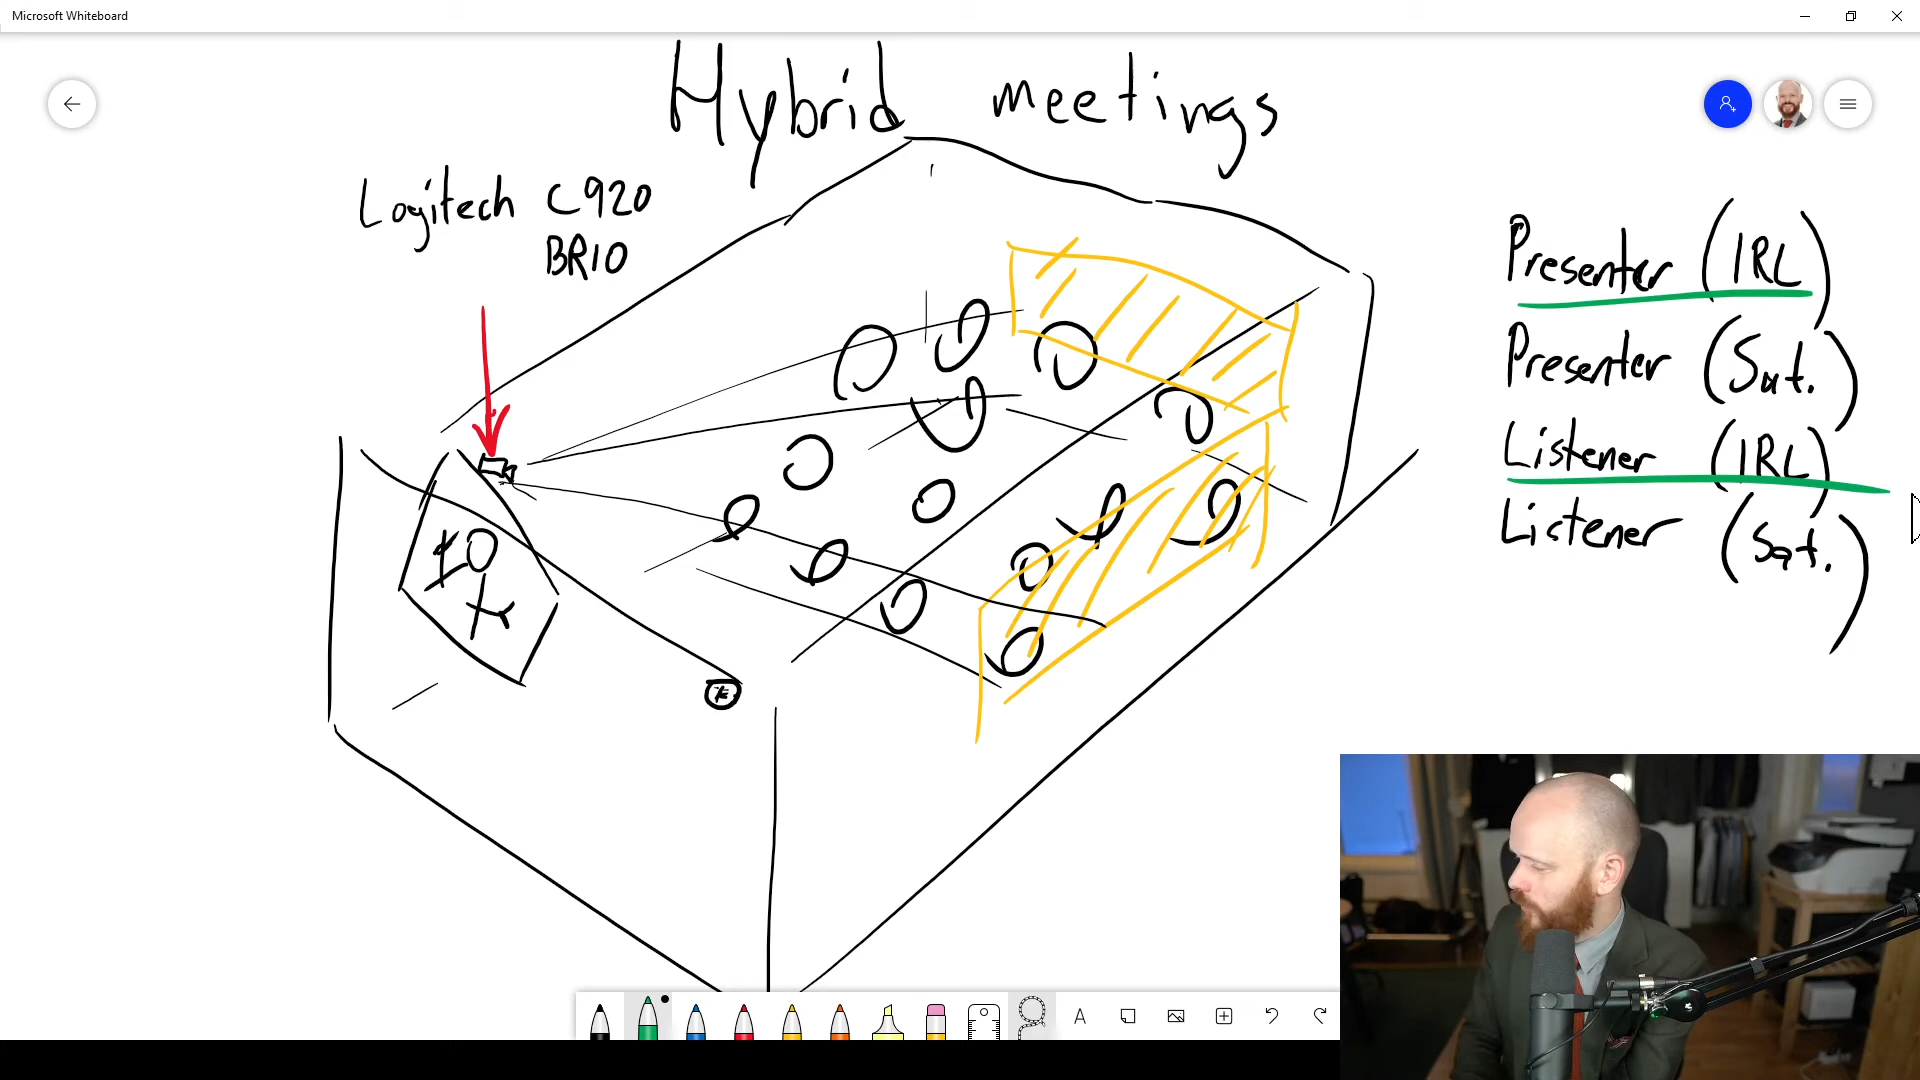 Microsoft Whiteboard
Hybrid meetings
Logitech C920
BRIO
Presenter (IRL)
Presenter (Sat.)
Listener (IRL)
Listener (Sat.)